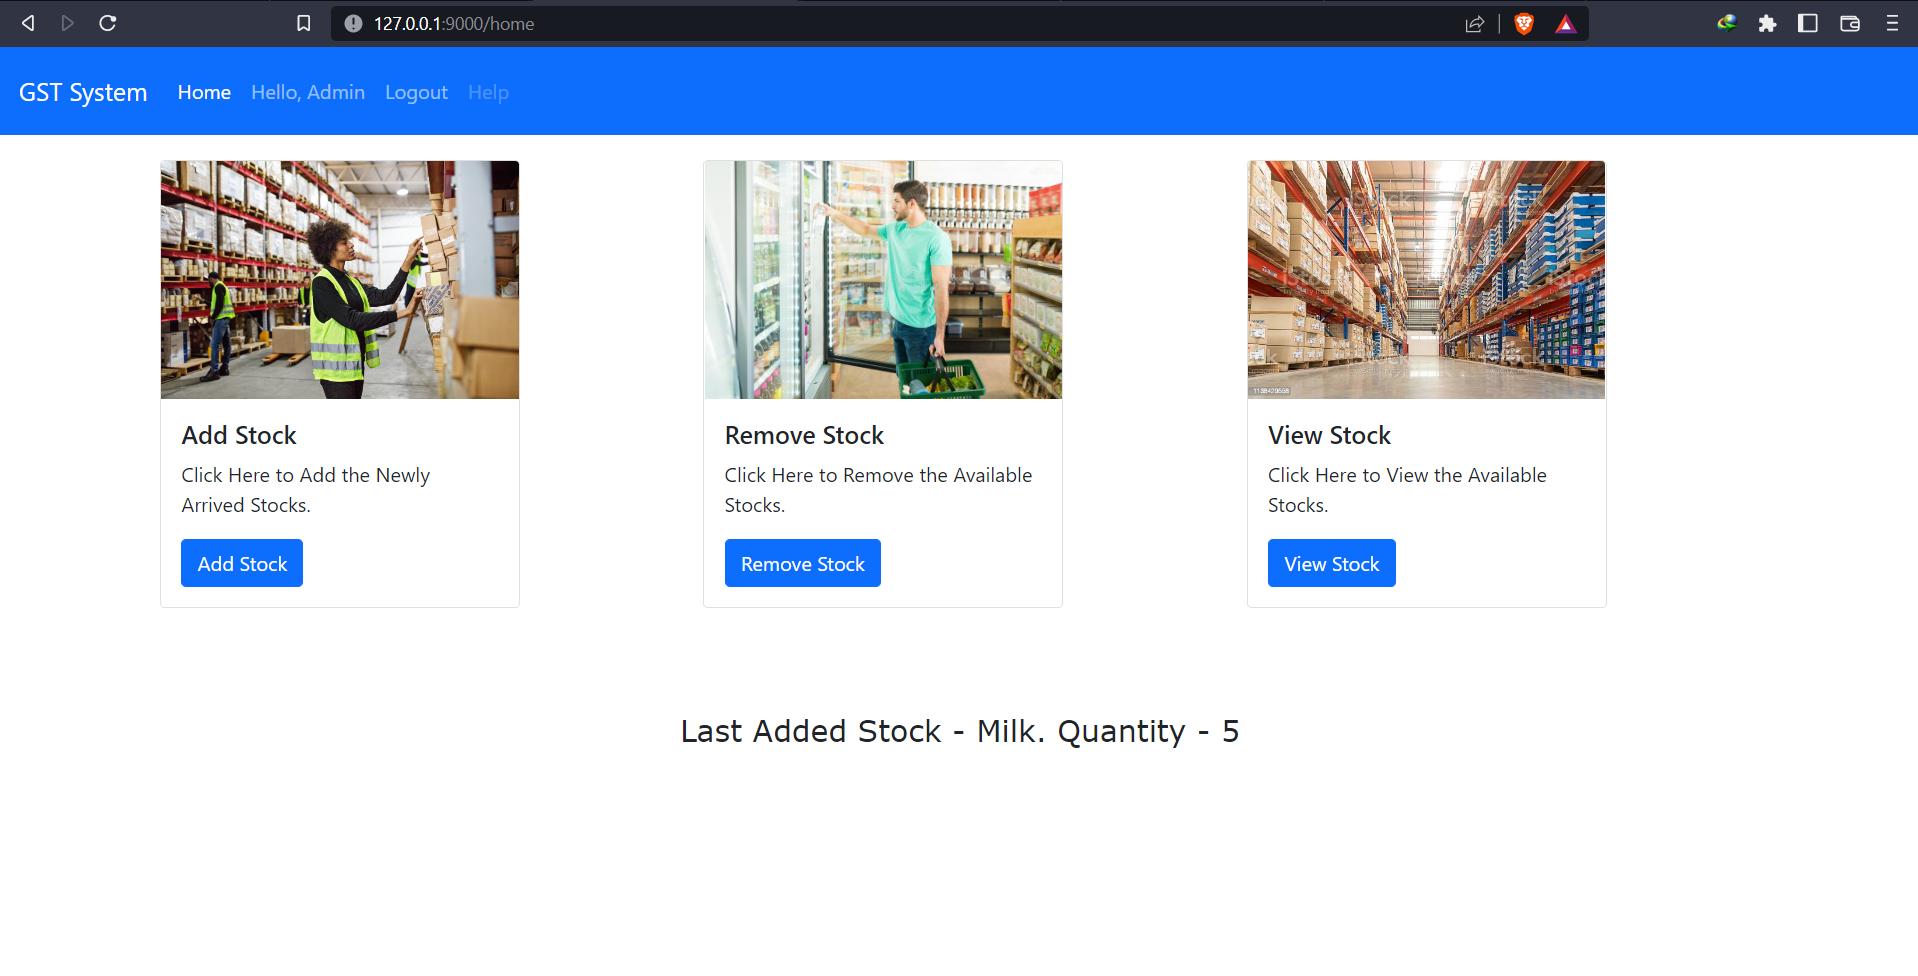 127.0.0.1:9000/home
GST System Home Hello, Admin Logout Help
1138429558
Add Stock
Click Here to Add the Newly
Arrived Stocks.
Add Stock
Remove Stock
Click Here to Remove the Available
Stocks.
Remove Stock
View Stock
Click Here to View the Available
Stocks.
View Stock
Last Added Stock - Milk. Quantity - 5